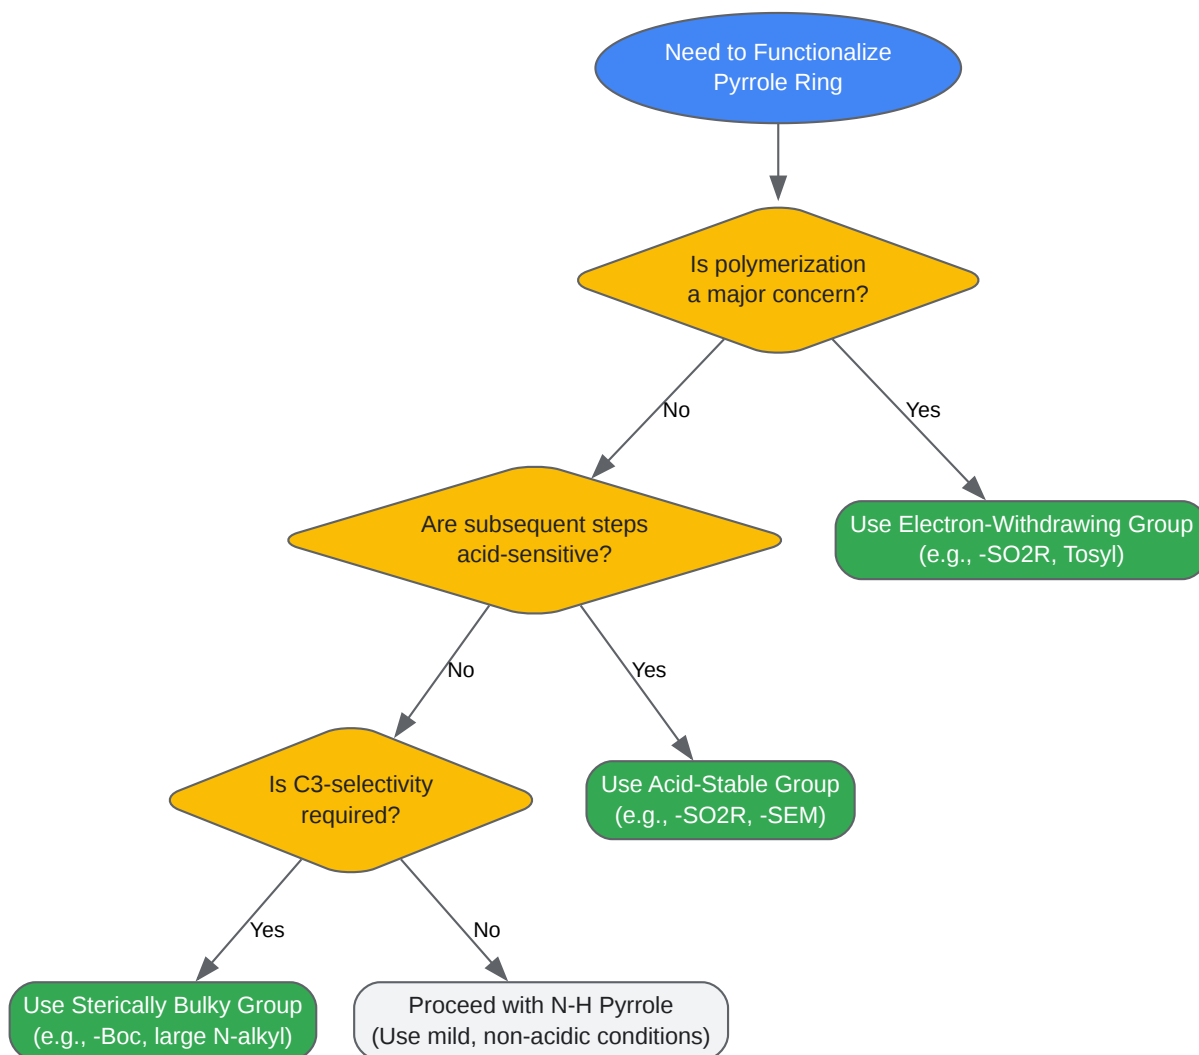 Need to Functionalize
Pyrrole Ring
Is polymerization
a major concern?
No
Yes
Are subsequent steps
acid-sensitive?
Use Electron-Withdrawing Group
(e.g., -SO2R, Tosyl)
No
Yes
Is C3-selectivity
required?
Use Acid-Stable Group
(e.g., -SO2R, -SEM)
Yes
No
Use Sterically Bulky Group
(e.g., -Boc, large N-alkyl)
Proceed with N-H Pyrrole
(Use mild, non-acidic conditions)